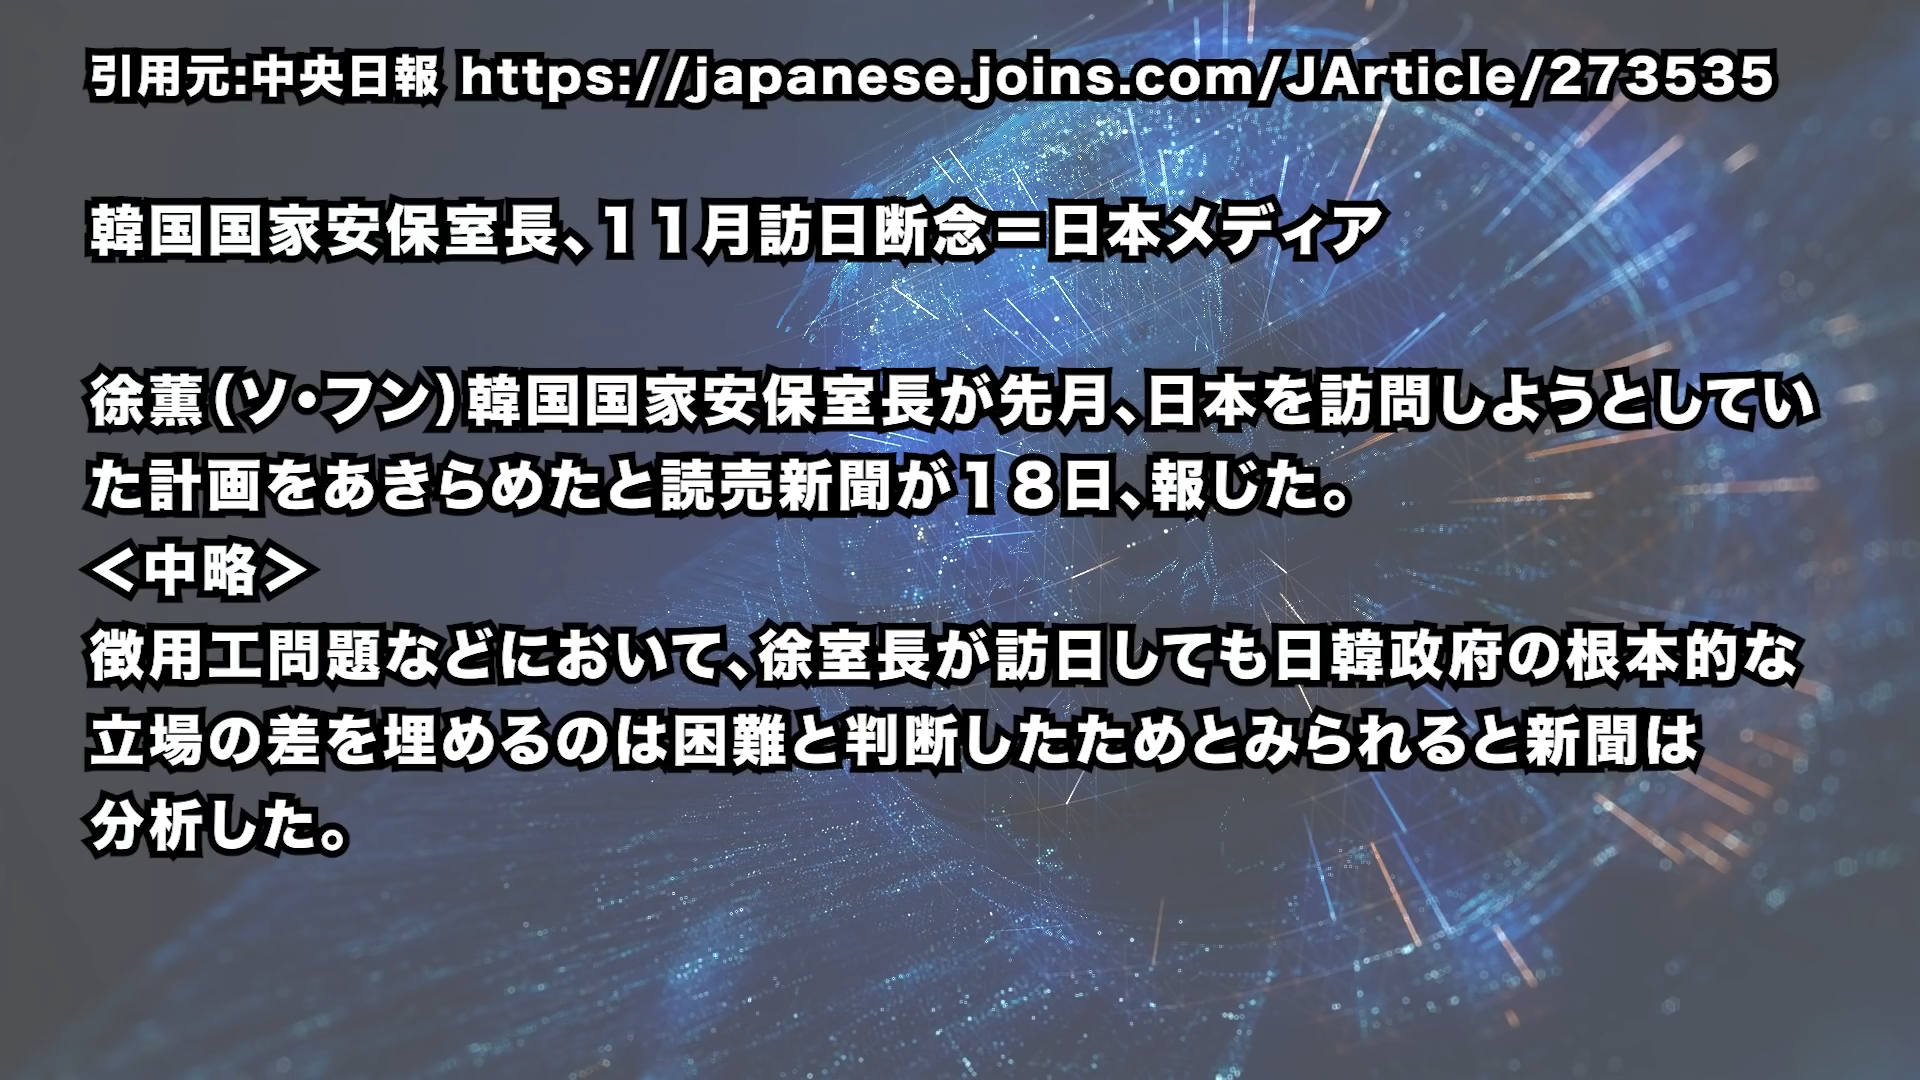 引用元:中央日報 https://japanese.joins.com/JArticle/273535
韓国国家安保室長、１１月訪日断念＝日本メディア
徐薫（ソ・フン）韓国国家安保室長が先月、日本を訪問しようとしてい
た計画をあきらめたと読売新聞が１８日、報じた。
＜中略＞
徴用工問題などにおいて、徐室長が訪日しても日韓政府の根本的な
立場の差を埋めるのは困難と判断したためとみられると新聞は
分析した。